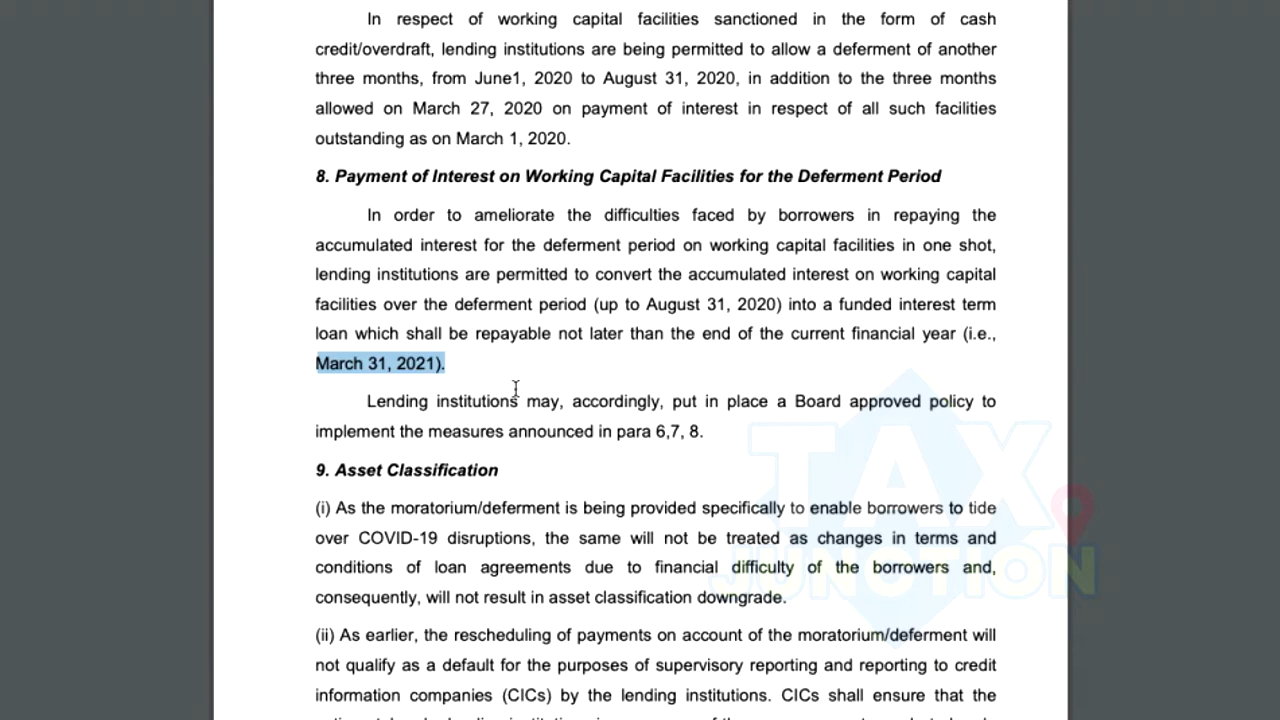 In respect of working capital facilities sanctioned in the form of cash
credit/overdraft, lending institutions are being permitted to allow a deferment of another
three months, from June1, 2020 to August 31, 2020, in addition to the three months
allowed on March 27, 2020 on payment of interest in respect of all such facilities
outstanding as on March 1, 2020.
8. Payment of Interest on Working Capital Facilities for the Deferment Period
In order to ameliorate the difficulties faced by borrowers in repaying the
accumulated interest for the deferment period on working capital facilities in one shot,
lending institutions are permitted to convert the accumulated interest on working capital
facilities over the deferment period (up to August 31, 2020) into a funded interest term
loan which shall be repayable not later than the end of the current financial year (i.e.,
March 31, 2021).
Lending institutions may, accordingly, put in place a Board approved policy to
implement the measures announced in para 6,7, 8.
9. Asset Classification
(i) As the moratorium/deferment is being provided specifically to enable borrowers to tide
over COVID-19 disruptions, the same will not be treated as changes in terms and
conditions of loan agreements due to financial difficulty of the borrowers and,
consequently, will not result in asset classification downgrade.
(ii) As earlier, the rescheduling of payments on account of the moratorium/deferment will
not qualify as a default for the purposes of supervisory reporting and reporting to credit
information companies (CICs) by the lending institutions. CICs shall ensure that the
TAX
JUNCTION